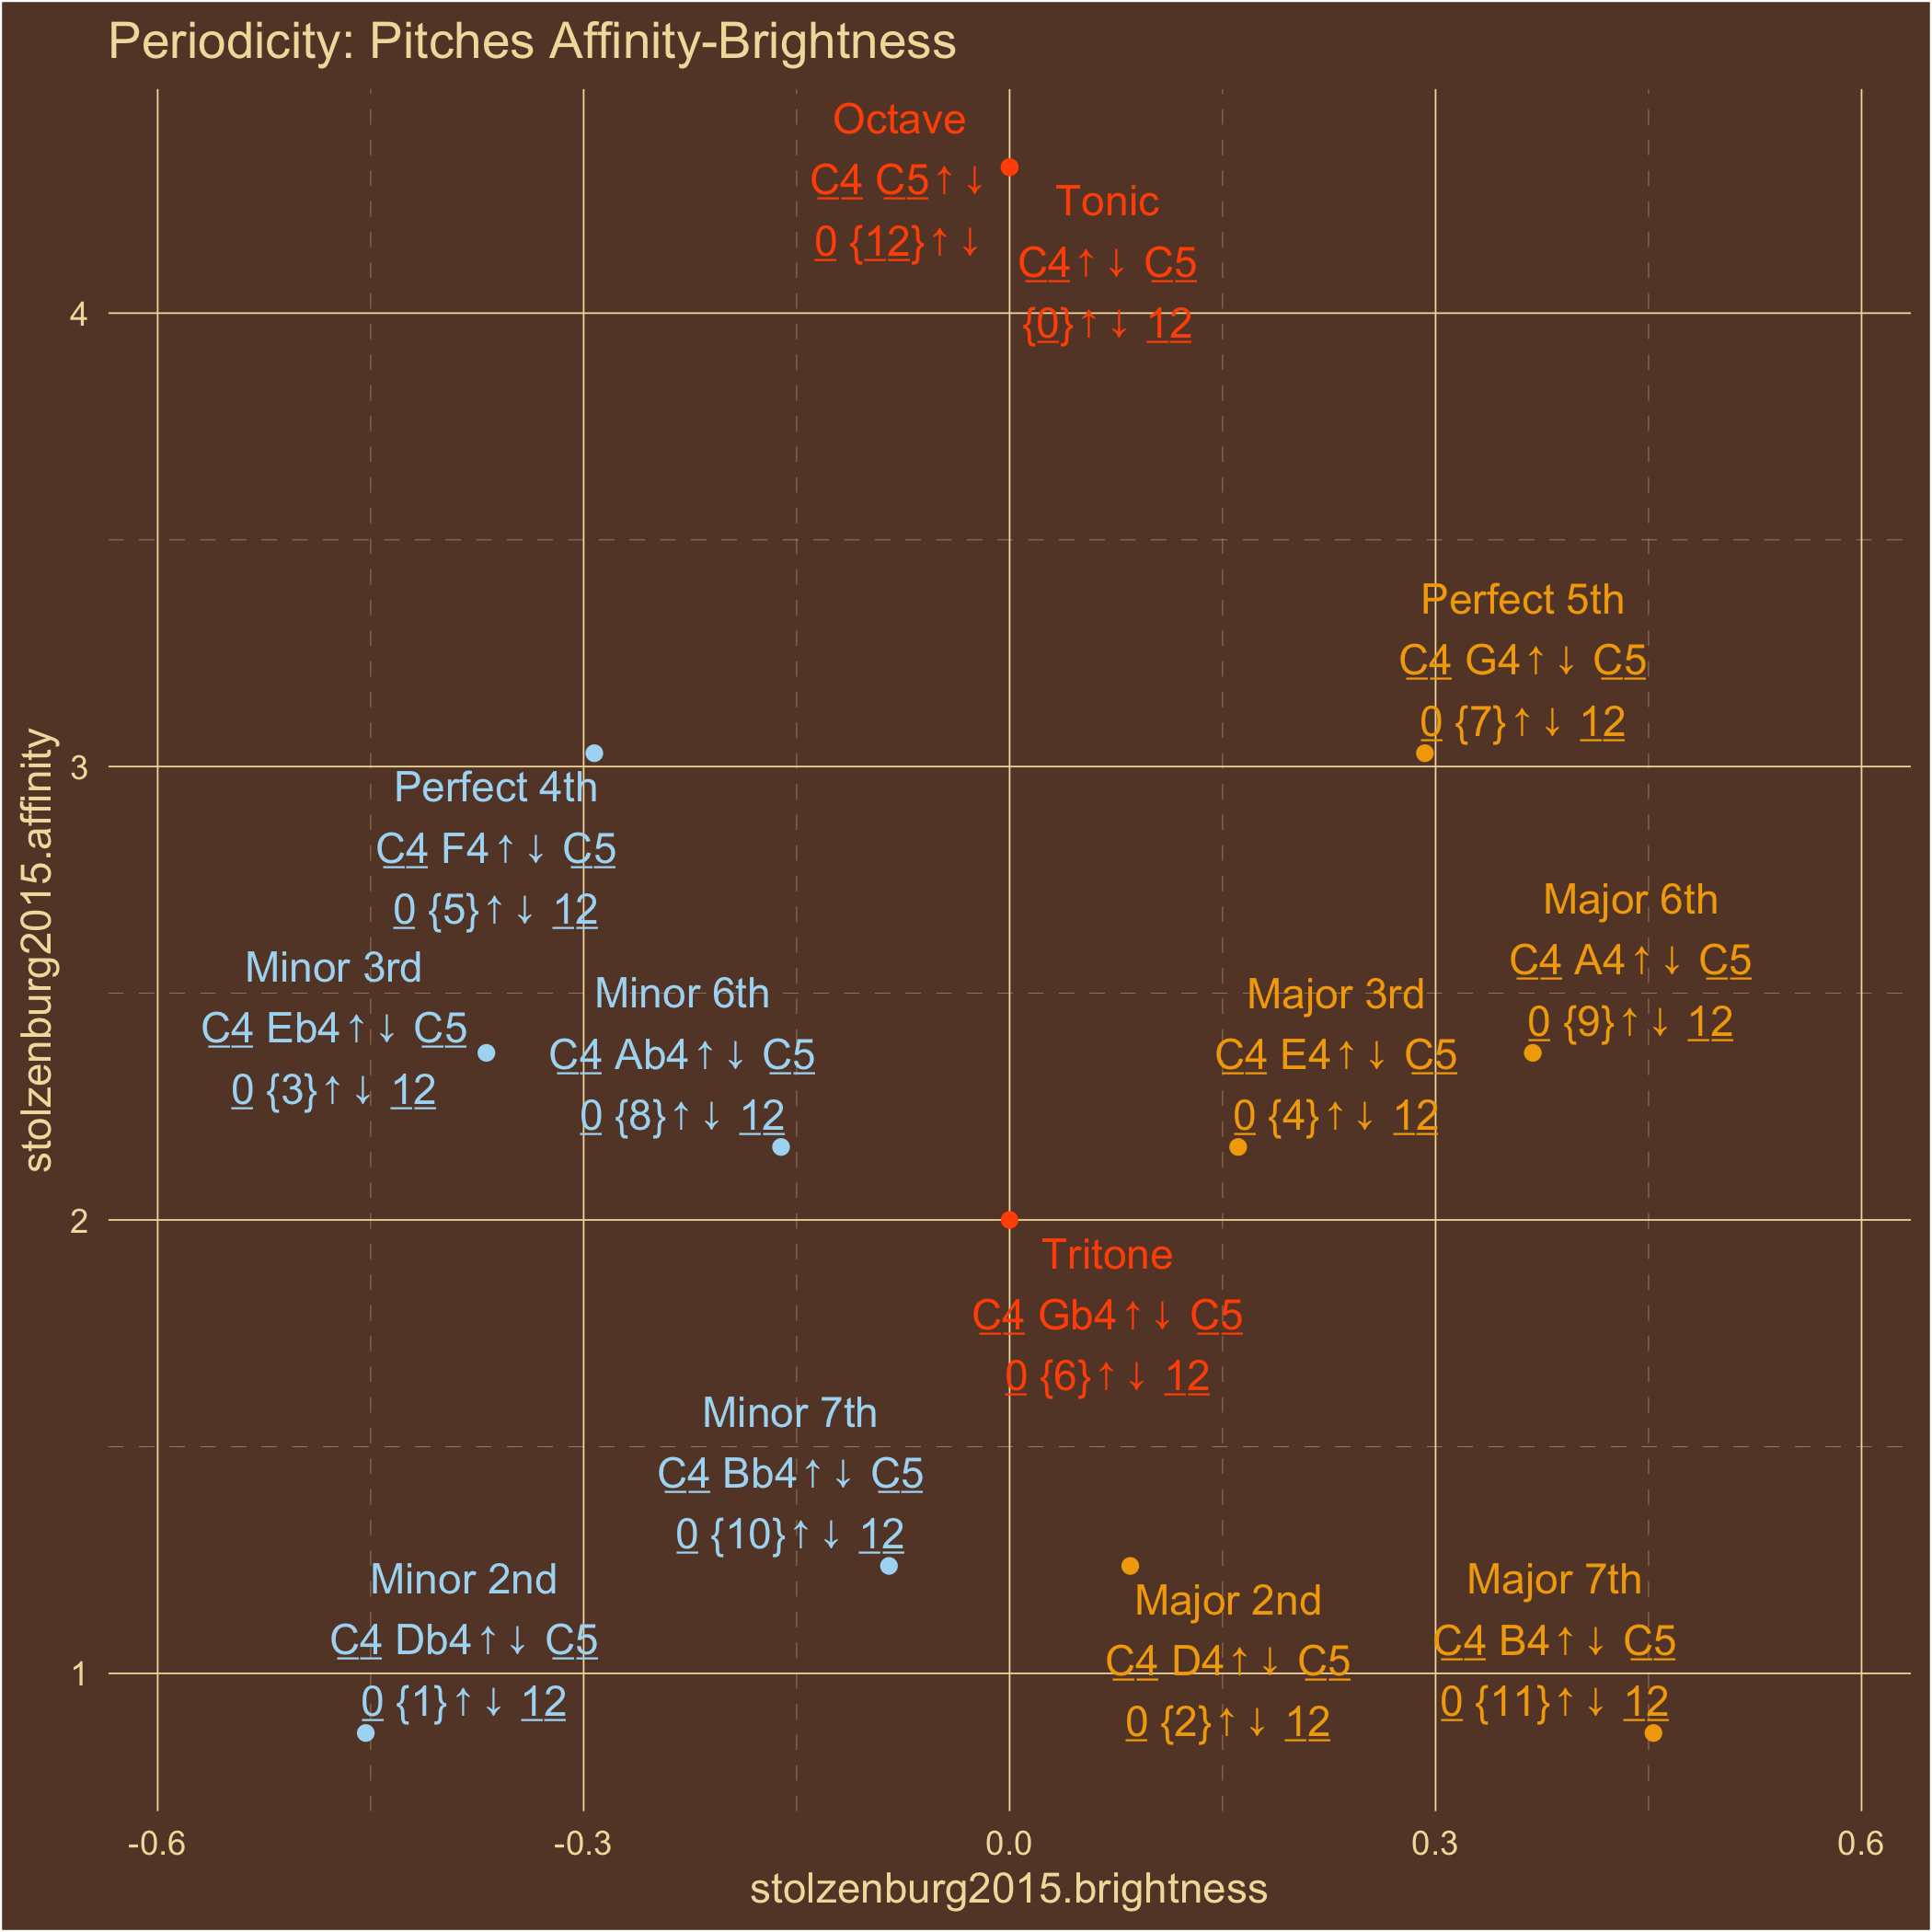 Periodicity: Pitches Affinity-Brightness
Octave
C4 C5↑↓
0 {12}↑↓
Tonic
C4↑↓ C5
{0}↑↓ 12
4
Perfect 5th
C4 G4↑↓ C5
0 {7}↑↓ 12
3
Perfect 4th
C4 F4↑↓ C5
0 {5}↑↓ 12
Major 6th
C4 A4↑↓ C5
0 {9}↑↓ 12
Minor 3rd
C4 Eb4↑↓ C5
0 {3}↑↓ 12
Minor 6th
C4 Ab4↑↓ C5
0 {8}↑↓ 12
Major 3rd
C4 E4↑↓ C5
0 {4}↑↓ 12
stolzenburg2015.affinity
2
Tritone
C4 Gb4↑↓ C5
0 {6}↑↓ 12
Minor 7th
C4 Bb4↑↓ C5
0 {10}↑↓ 12
Minor 2nd
C4 Db4↑↓ C5
0 {1}↑↓ 12
Major 2nd
C4 D4↑↓ C5
0 {2}↑↓ 12
Major 7th
C4 B4↑↓ C5
0 {11}↑↓ 12
1
-0.6 -0.3 0.0 0.3 0.6
stolzenburg2015.brightness